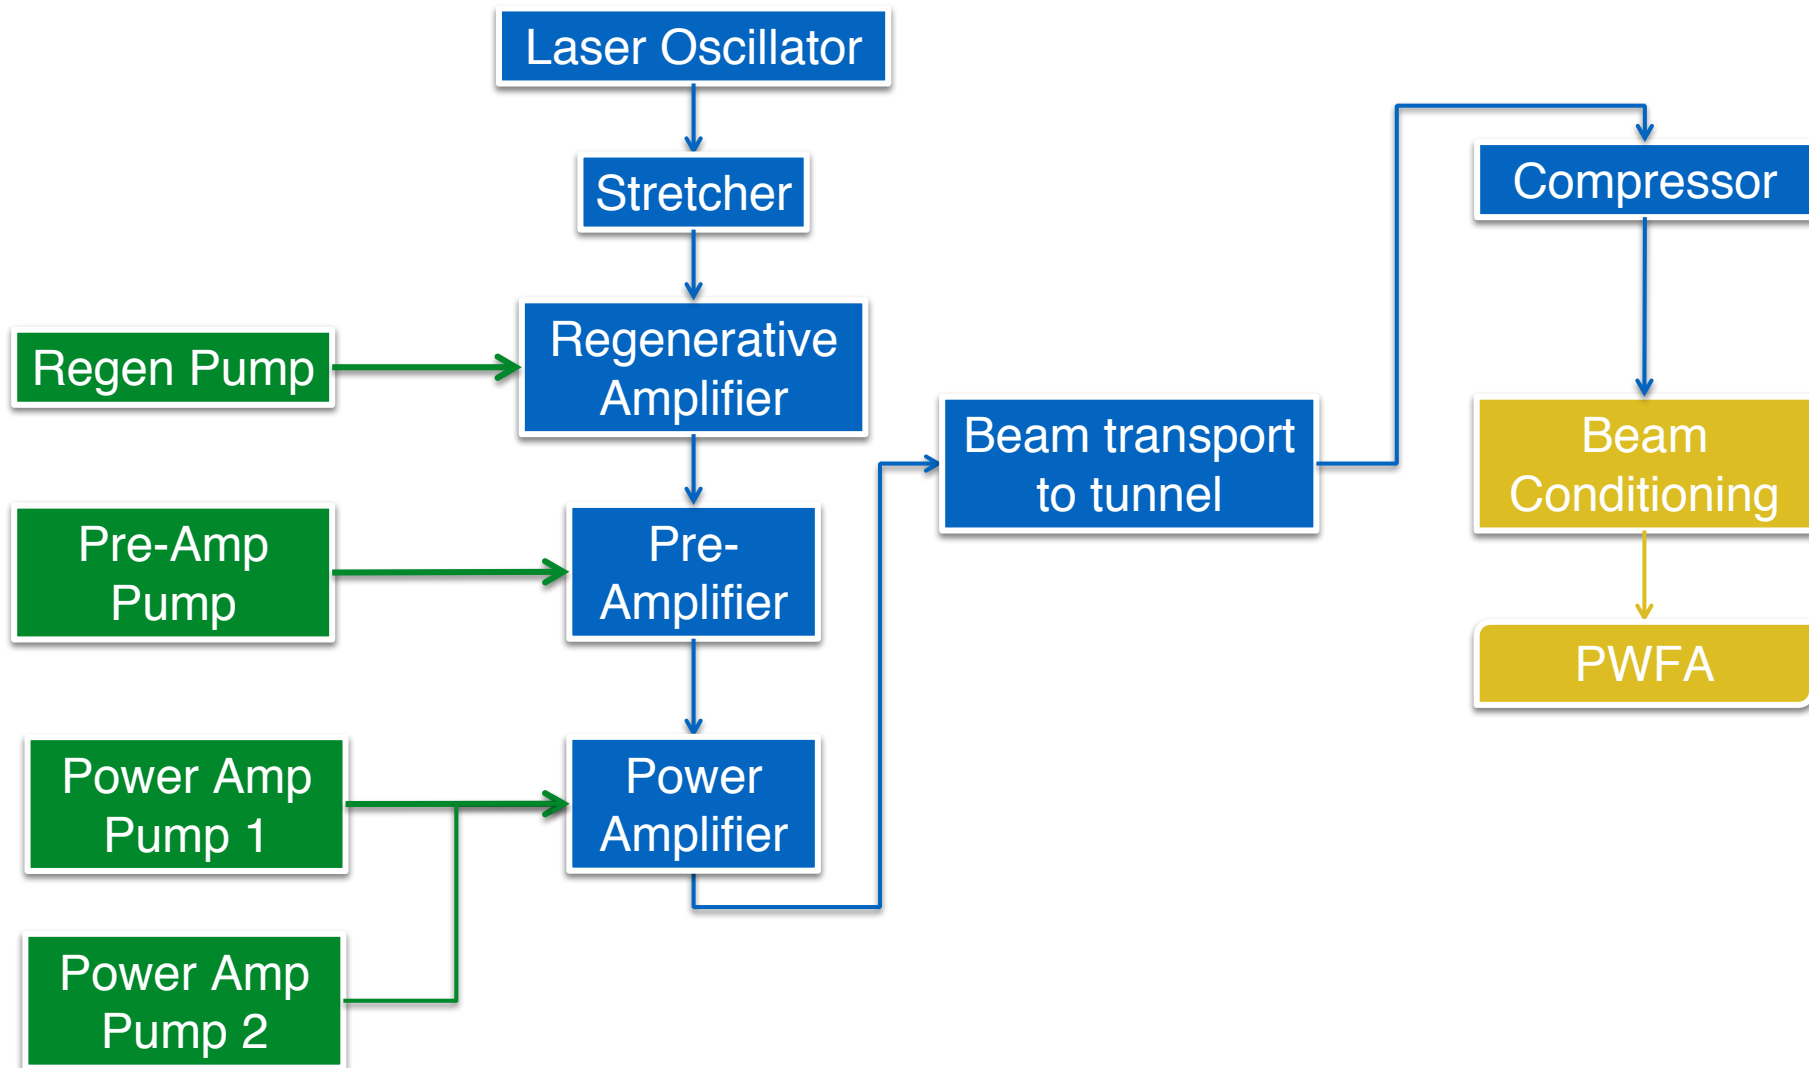 Laser Oscillator
Stretcher
Regen Pump
Regenerative
Amplifier
Pre-Amp
Pump
Pre-
Amplifier
Power Amp
Pump 1
Power
Amplifier
Power Amp
Pump 2
Beam transport
to tunnel
Compressor
Beam
Conditioning
PWFA